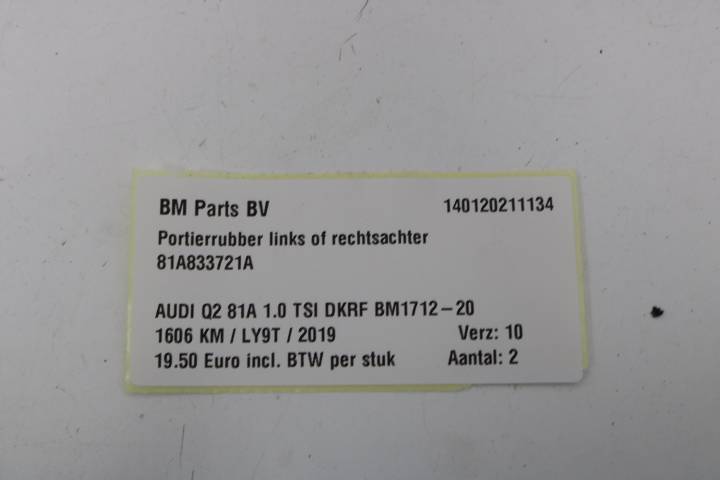 BM Parts BV 140120211134
Portierrubber links of rechtsachter
81A833721A
AUDI Q2 81A 1.0 TSI DKRF BM1712-20
1606 KM / LY9T / 2019 Verz: 10
19.50 Euro incl. BTW per stuk Aantal: 2